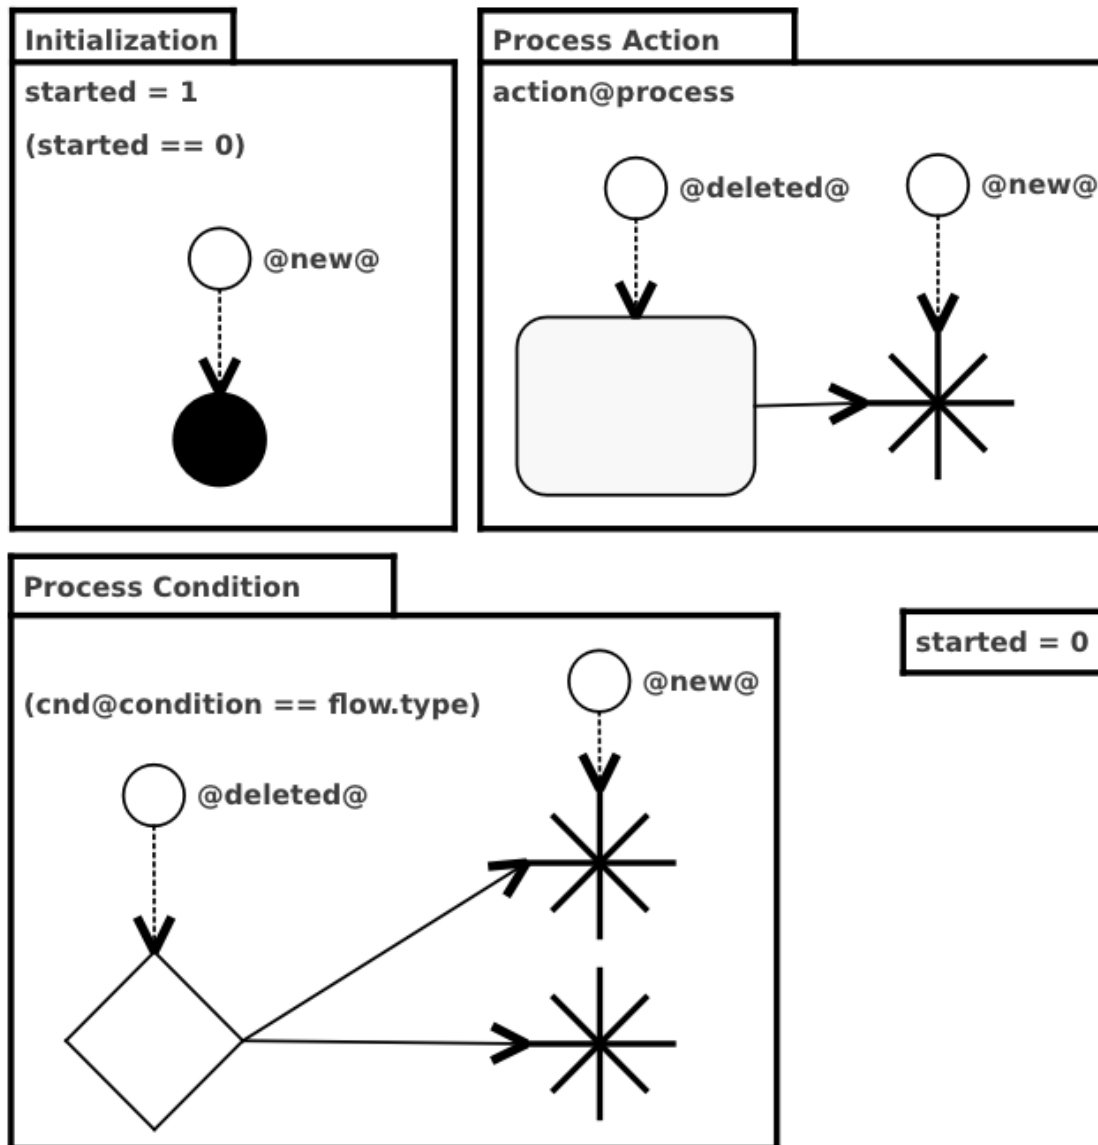 Initialization
started = 1
(started == 0)
@new@
Process Action
action@process
@deleted@
@new@
Process Condition
(cnd@condition == flow.type)
@new@
@deleted@
started = 0